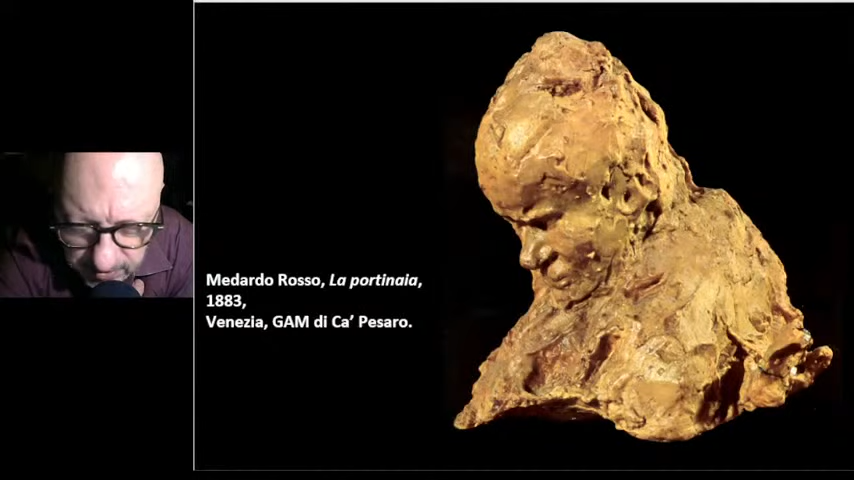 Medardo Rosso, La portinaia,
1883,
Venezia, GAM di Ca’ Pesaro.